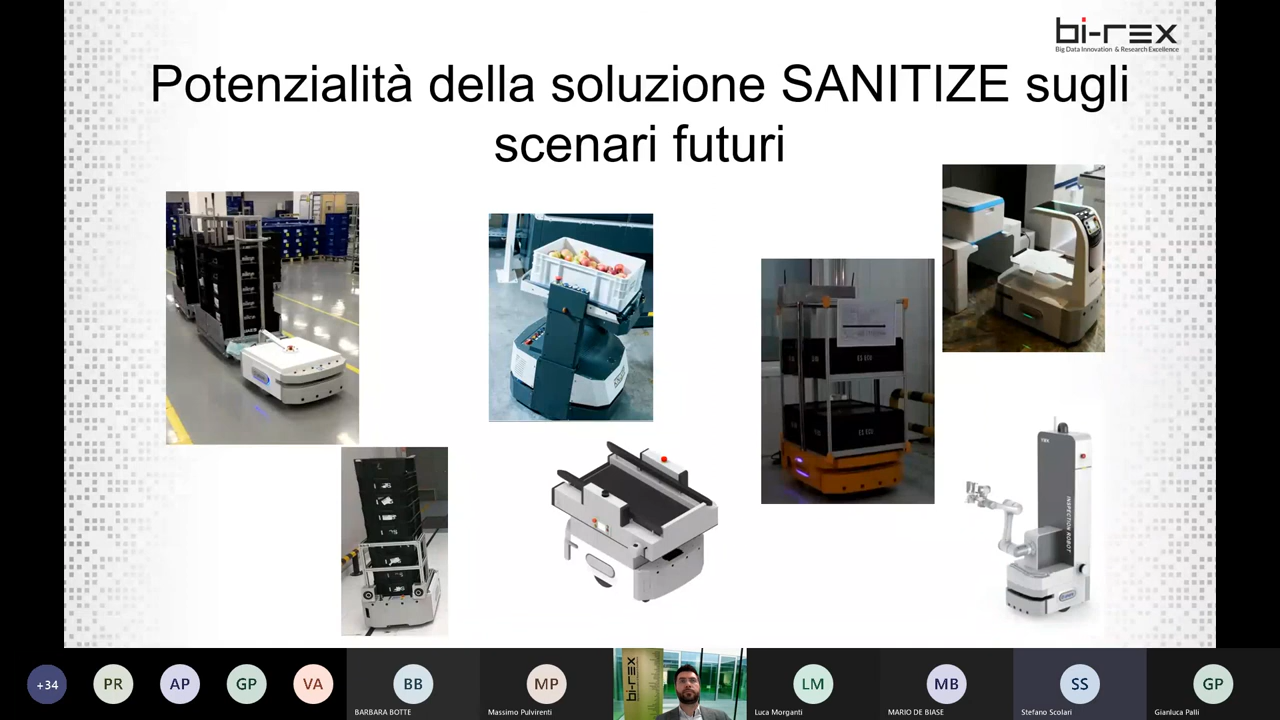 bi-rex
Big Data Innovation & Research Excellence
Potenzialità della soluzione SANITIZE sugli
scenari futuri
INSPECTION ROBOT
bi-rex
+34
PR
AP
GP
VA
BB
BARBARA BOTTE
MP
Massimo Pulvirenti
LM
Luca Morganti
MB
MARIO DE BIASE
SS
Stefano Scolari
GP
Gianluca Palli